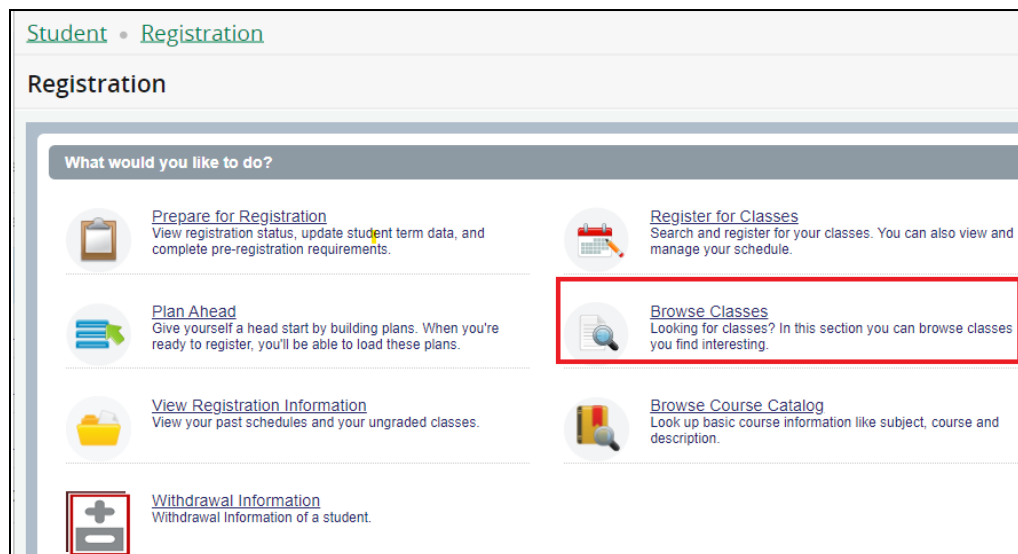 Student • Registration
Registration
What would you like to do?
Prepare for Registration
View registration status, update student term data, and
complete pre-registration requirements.
Register for Classes
Search and register for your classes. You can also view and
manage your schedule.
Plan Ahead
Give yourself a head start by building plans. When you're
ready to register, you'll be able to load these plans.
Browse Classes
Looking for classes? In this section you can browse classes
you find interesting.
View Registration Information
View your past schedules and your ungraded classes.
Browse Course Catalog
Look up basic course information like subject, course and
description.
Withdrawal Information
Withdrawal Information of a student.